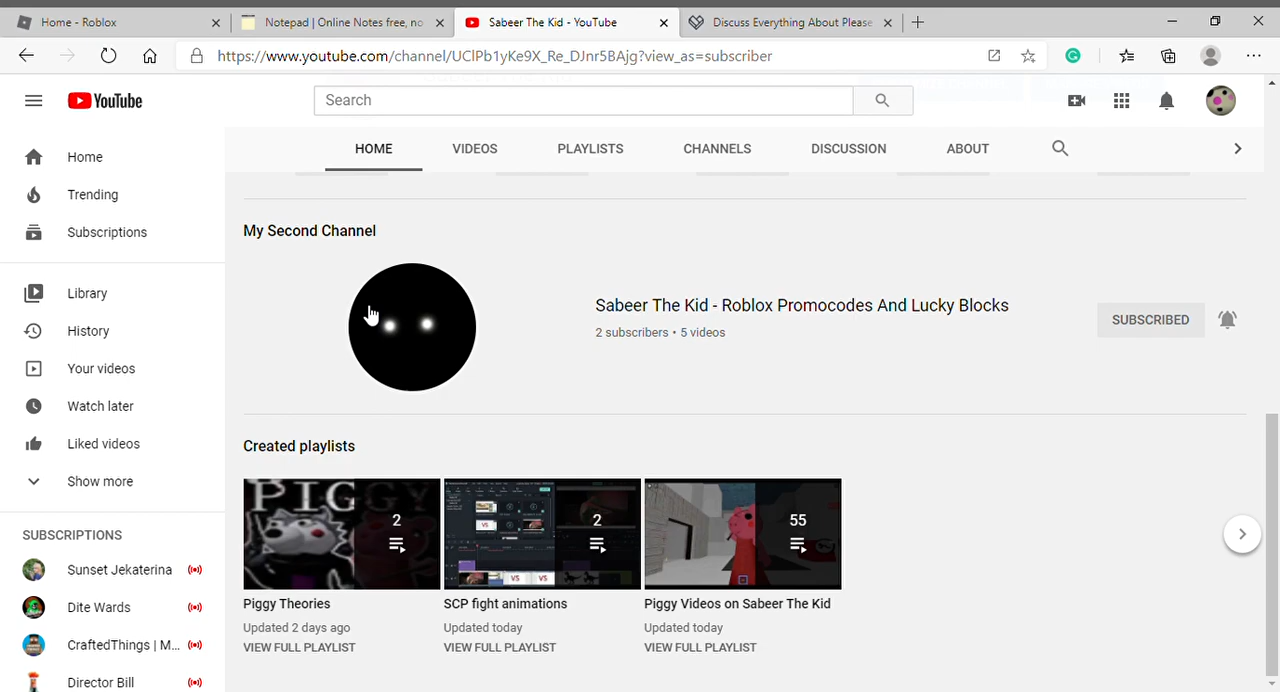 Home - Roblox
Notepad | Online Notes free, no
Sabeer The Kid - YouTube
Discuss Everything About Please
https://www.youtube.com/channel/UClPb1yKe9X_Re_DJnr5BAjg?view_as=subscriber
YouTube
Search
HOME
VIDEOS
PLAYLISTS
CHANNELS
DISCUSSION
ABOUT
Home
Trending
Subscriptions
Library
History
Your videos
Watch later
Liked videos
Show more
SUBSCRIPTIONS
Sunset Jekaterina
Dite Wards
CraftedThings | M...
Director Bill
My Second Channel
Sabeer The Kid - Roblox Promocodes And Lucky Blocks
2 subscribers • 5 videos
SUBSCRIBED
Created playlists
PIGGY
2
Piggy Theories
Updated 2 days ago
VIEW FULL PLAYLIST
VS
VS
VS
2
SCP fight animations
Updated today
VIEW FULL PLAYLIST
55
Piggy Videos on Sabeer The Kid
Updated today
VIEW FULL PLAYLIST